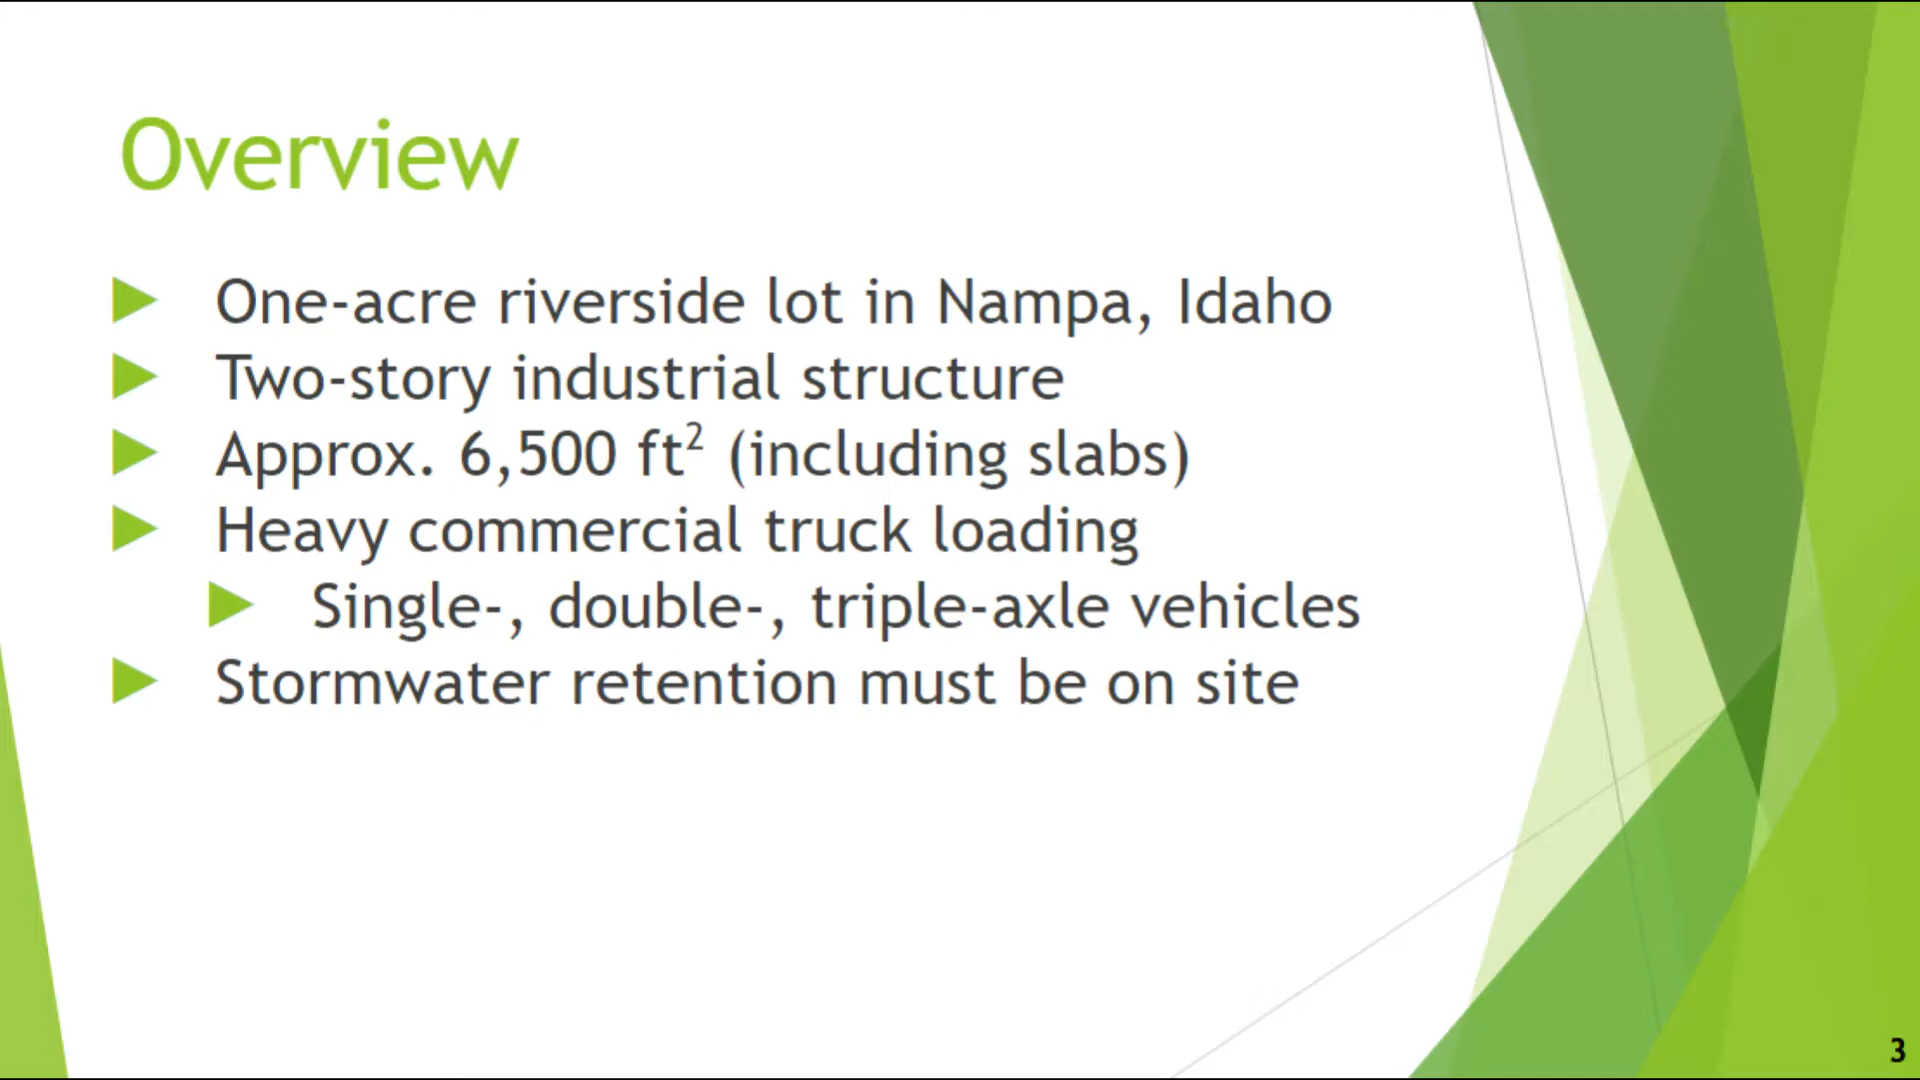 Overview
One-acre riverside lot in Nampa, Idaho
Two-story industrial structure
Approx. 6,500 ft² (including slabs)
Heavy commercial truck loading
Single-, double-, triple-axle vehicles
Stormwater retention must be on site
3